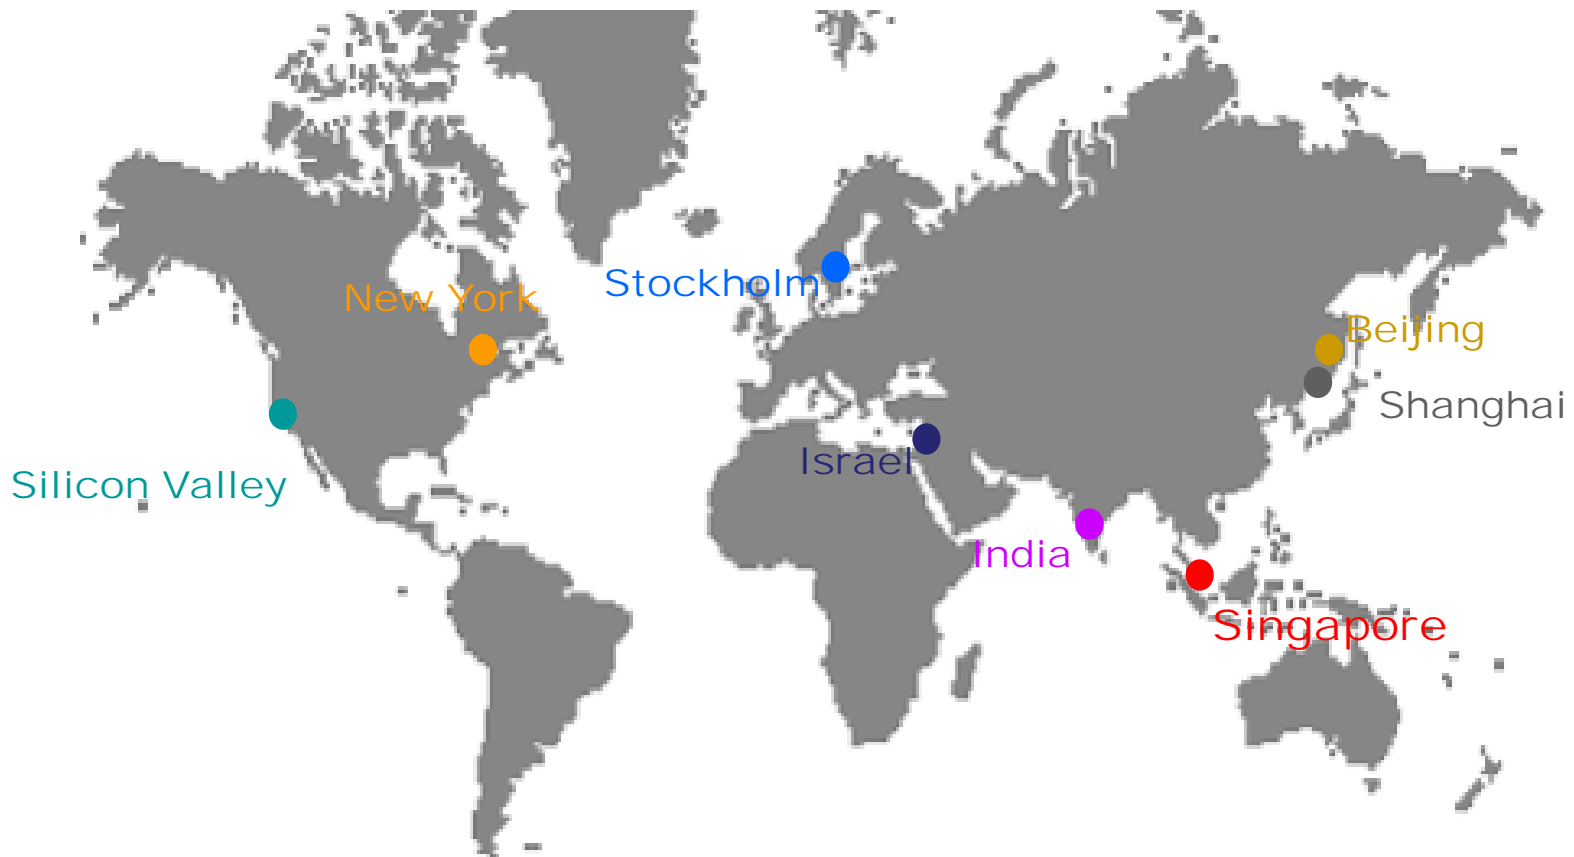 Stockholm
New York
Beijing
Shanghai
Israel
Silicon Valley
India
Singapore